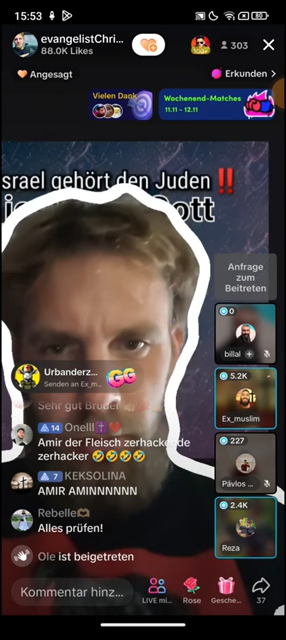 15:53
80
evangelistChri...
88.0K Likes
303
Angesagt
Erkunden >
Vielen Dank
Wochenend-Matches
11.11 - 12.11
srael gehört den Juden ‼️
ott
Anfrage
zum
Beitreten
0
billal +
Urbanderz...
Senden an Ex_m...
GG
5.2K
Ex_muslim
Sehr gut Bruder
14 Onelll✝️❤️
Amir der Fleisch zerhackende
zerhacker 🤣🤣🤣🤣
227
Pávlos ...
7 KEKSOLINA
AMIR AMINNNNNN
2.4K
Reza
Rebelle🫶🏽
Alles prüfen!
Ole ist beigetreten
Kommentar hinz...
LIVE mi...
Rose
Gesche...
37